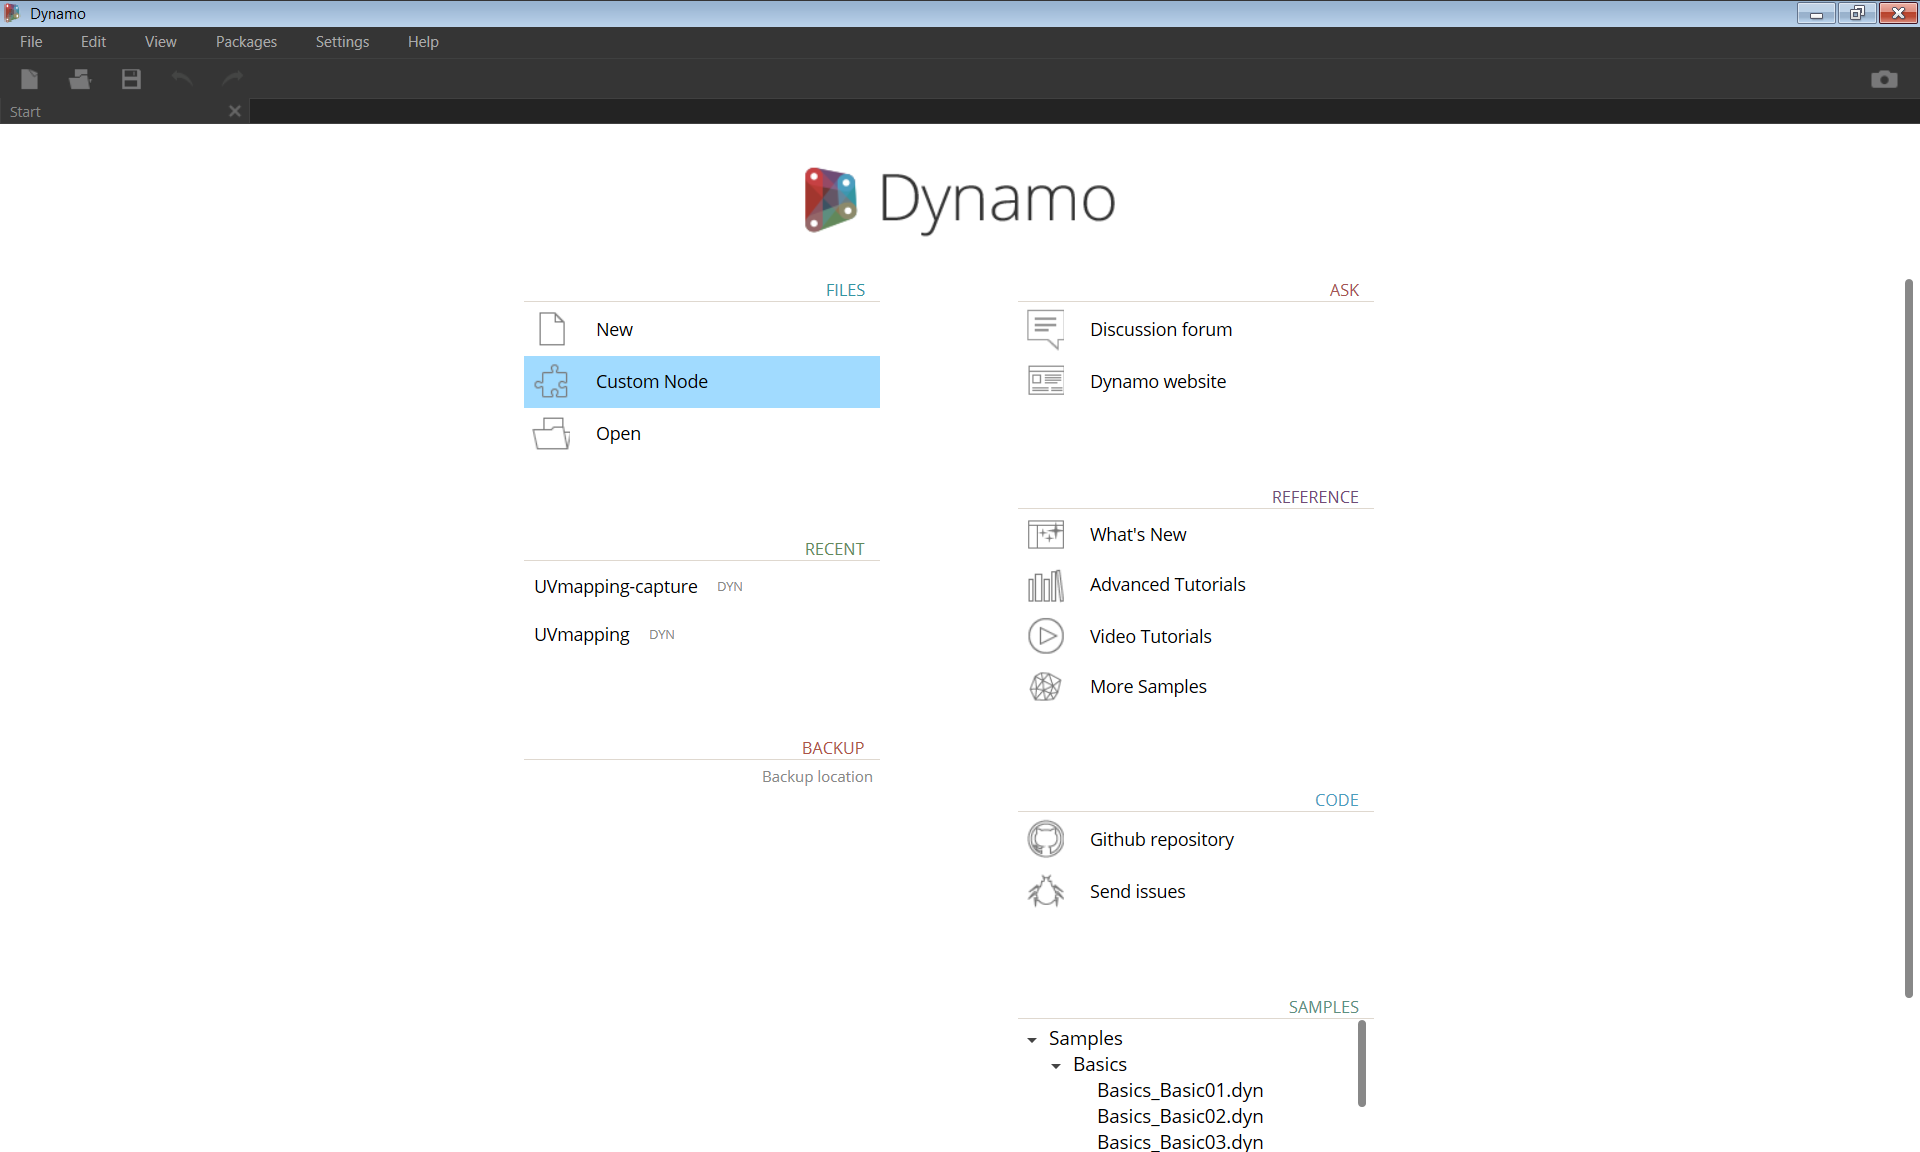 Dynamo
File Edit View Packages Settings Help
Start
Dynamo
FILES
New
Custom Node
Open
RECENT
UVmapping-capture DYN
UVmapping DYN
BACKUP
Backup location
ASK
Discussion forum
Dynamo website
REFERENCE
What's New
Advanced Tutorials
Video Tutorials
More Samples
CODE
Github repository
Send issues
SAMPLES
Samples
Basics
Basics_Basic01.dyn
Basics_Basic02.dyn
Basics_Basic03.dyn